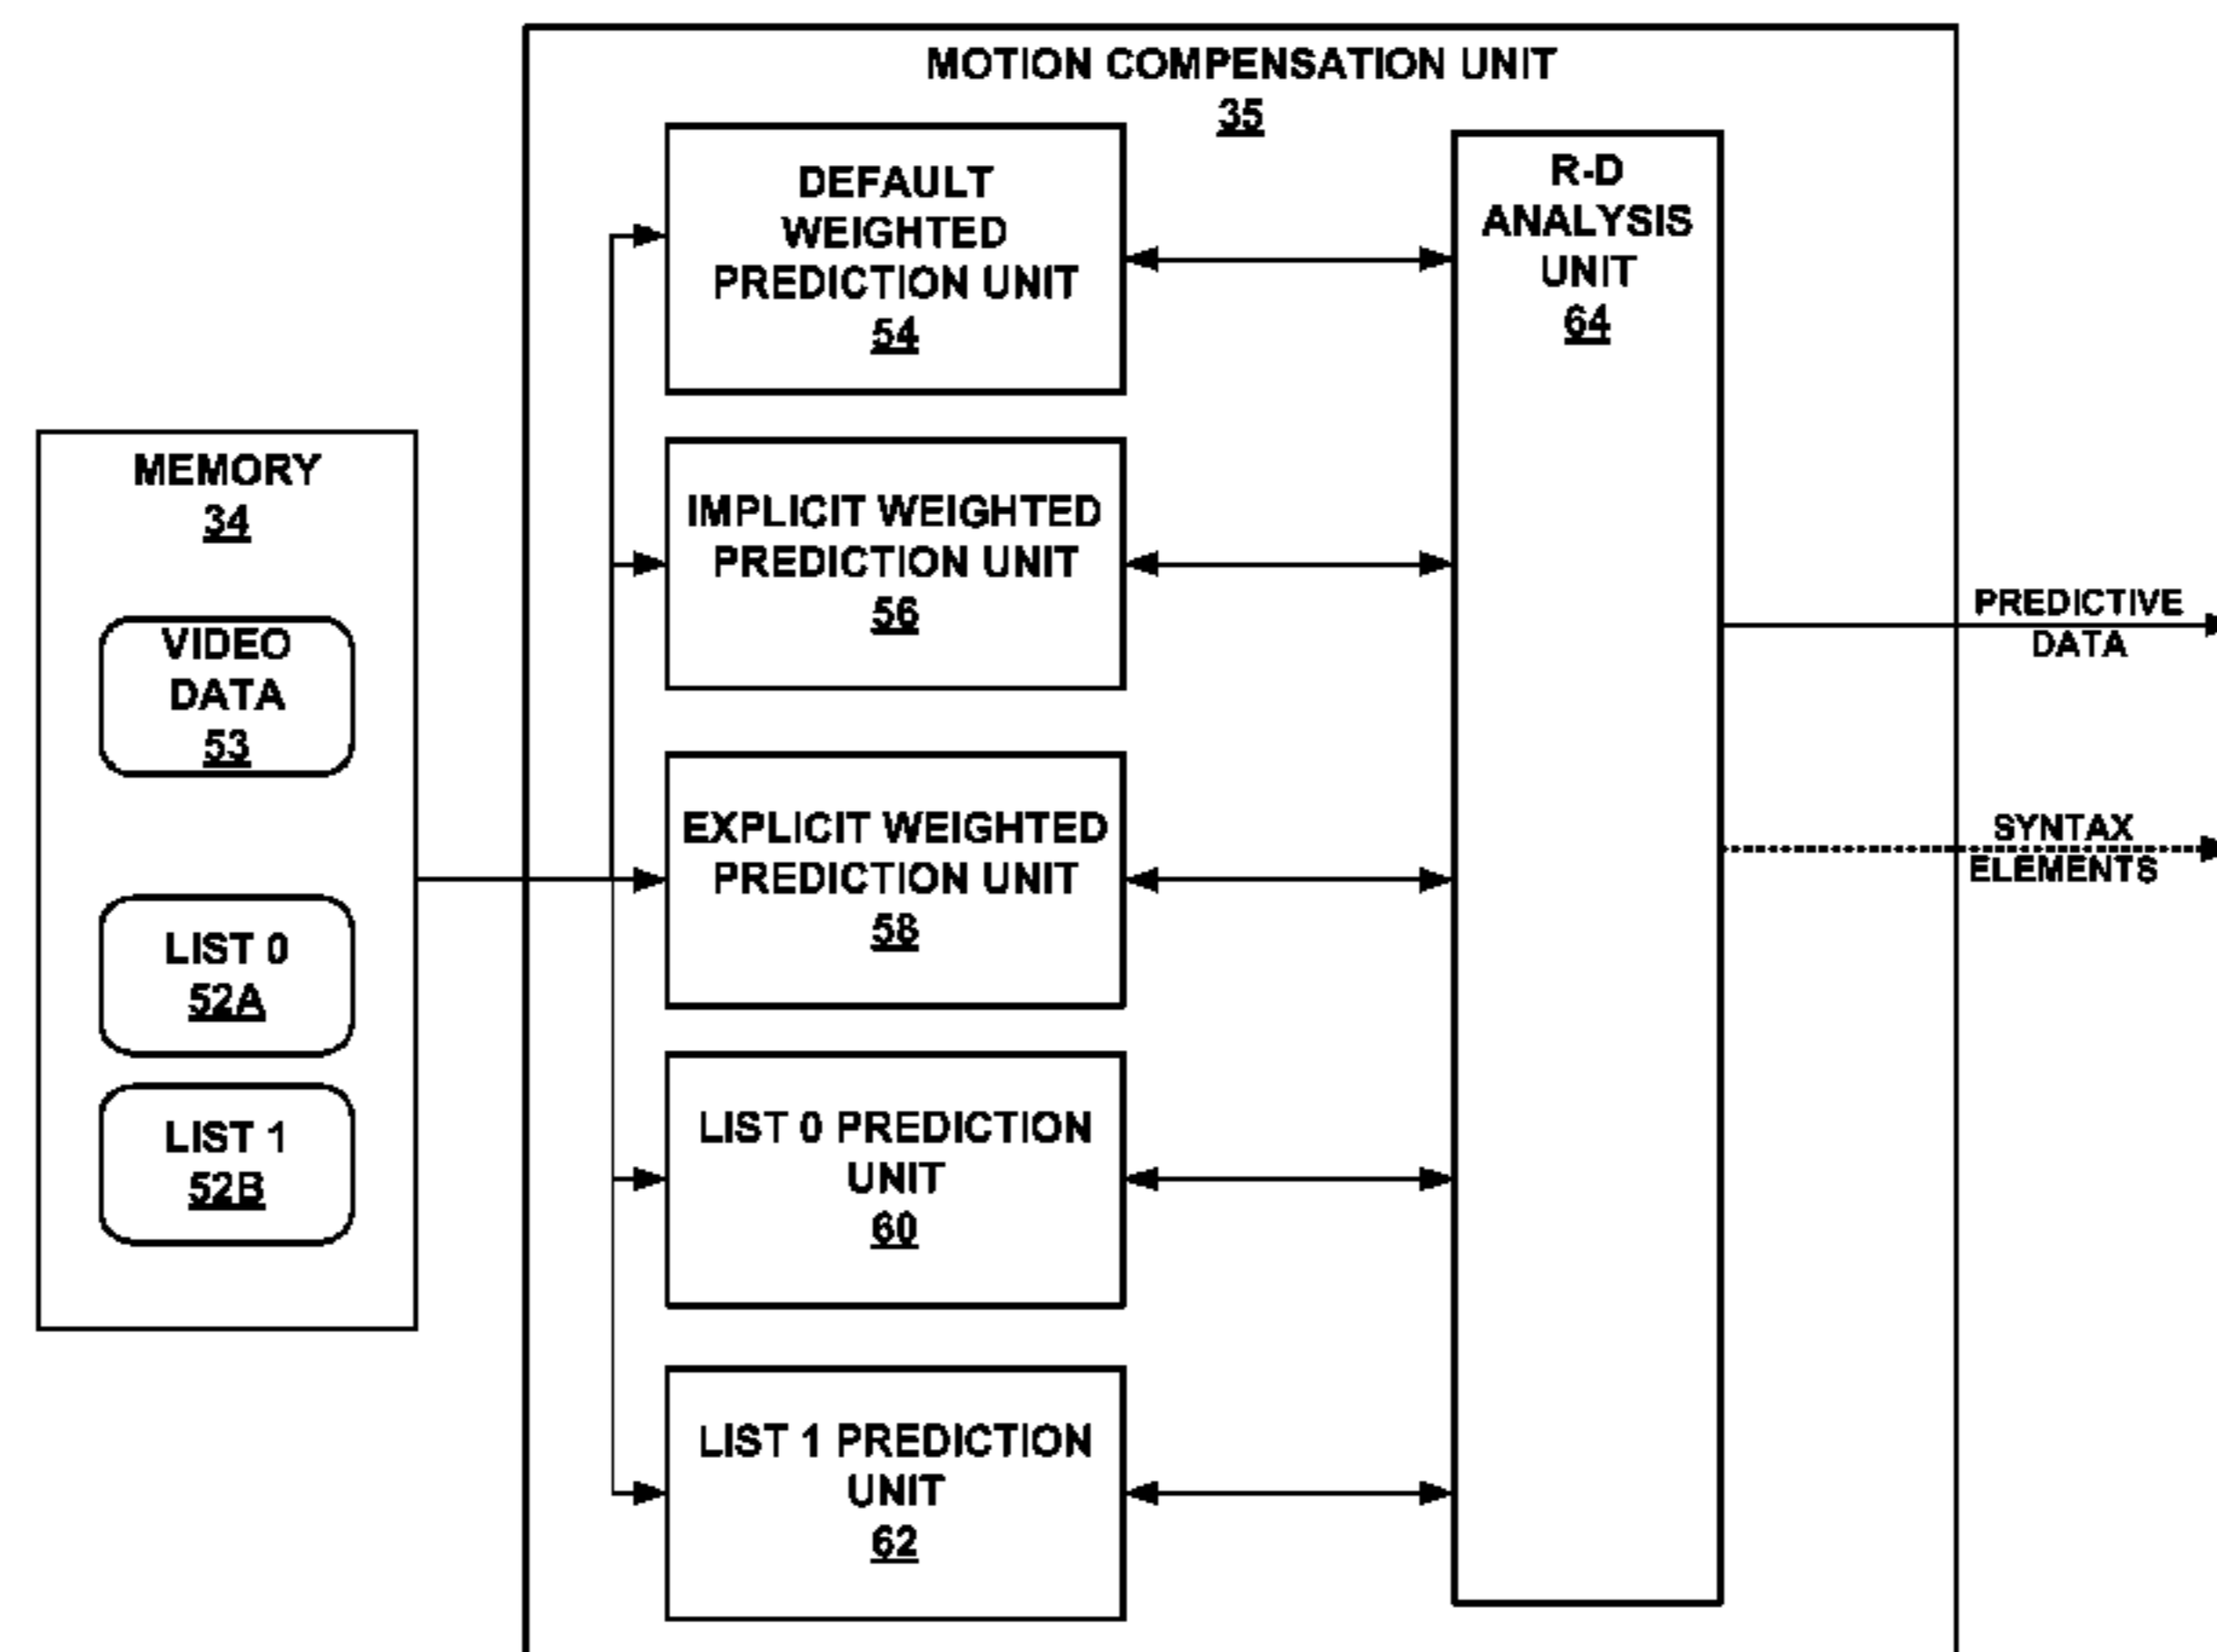 MOTION COMPENSATION UNIT
35
DEFAULT
WEIGHTED
PREDICTION UNIT
54
R-D
ANALYSIS
UNIT
64
MEMORY
34
VIDEO
DATA
53
LIST 0
52A
LIST 1
52B
IMPLICIT WEIGHTED
PREDICTION UNIT
56
EXPLICIT WEIGHTED
PREDICTION UNIT
58
LIST 0 PREDICTION
UNIT
60
LIST 1 PREDICTION
UNIT
62
PREDICTIVE
DATA
SYNTAX
ELEMENTS